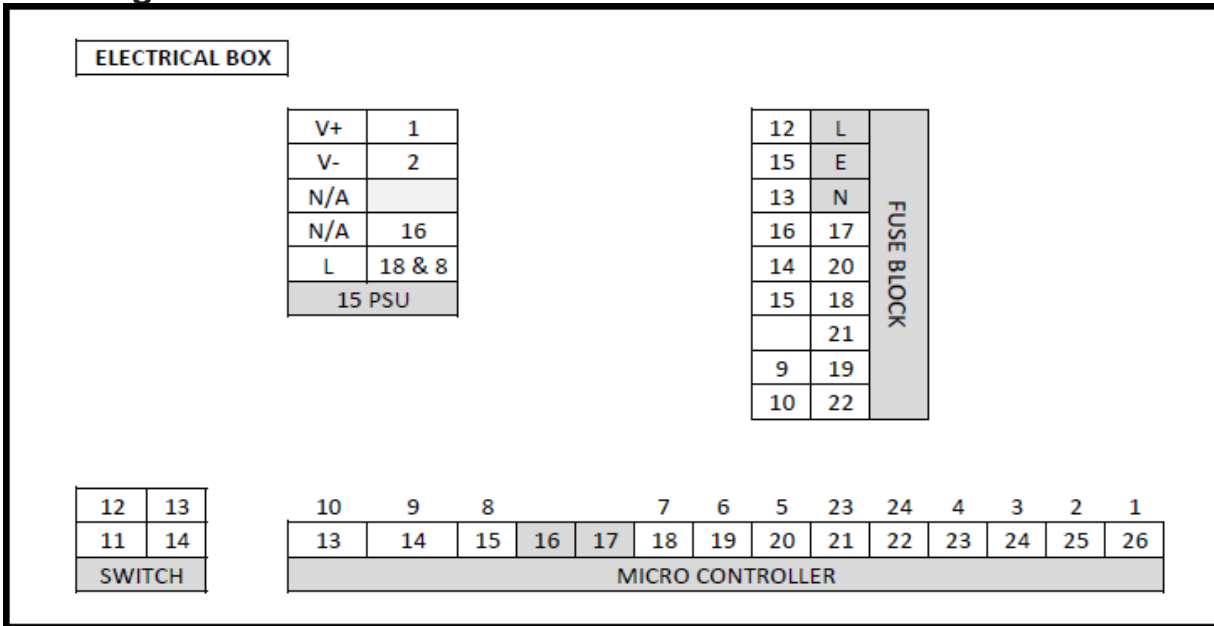 ELECTRICAL BOX
V+ 1
V- 2
N/A
N/A 16
L 18 & 8
15 PSU
12 L
15 E
13 N
16 17
14 20
15 18
21
9 19
10 22
FUSE BLOCK
12 13
11 14
SWITCH
10 9 8 7 6 5 23 24 4 3 2 1
13 14 15 16 17 18 19 20 21 22 23 24 25 26
MICRO CONTROLLER